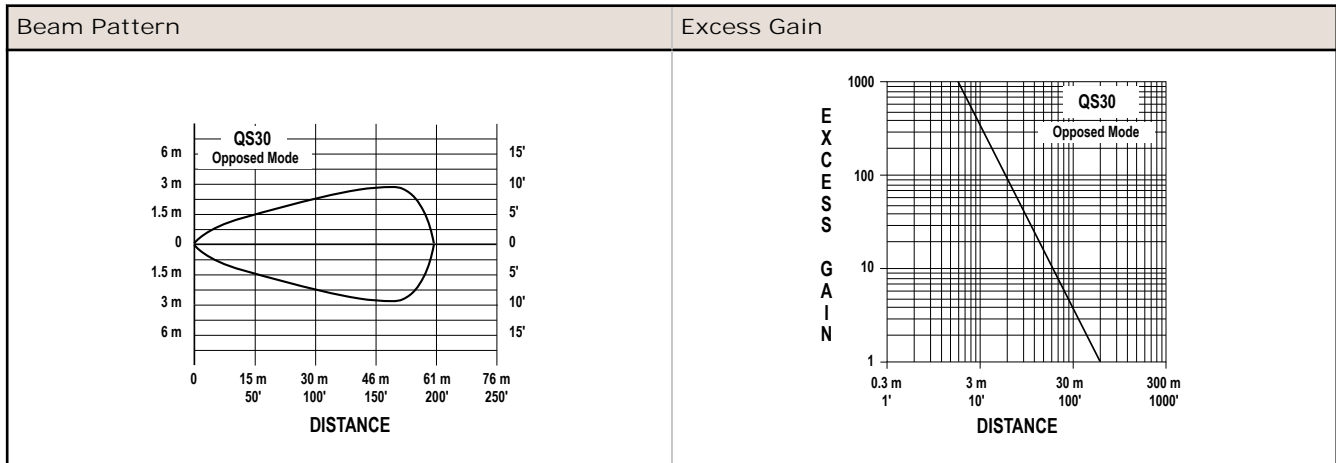 Beam Pattern
Excess Gain
QS30
Opposed Mode
6 m
3 m
1.5 m
0
1.5 m
3 m
6 m
15'
10'
5'
0
5'
10'
15'
0 15 m 30 m 46 m 61 m 76 m
50' 100' 150' 200' 250'
DISTANCE
EXCESS GAIN
1000
100
10
1
QS30
Opposed Mode
0.3 m 3 m 30 m 300 m
1' 10' 100' 1000'
DISTANCE